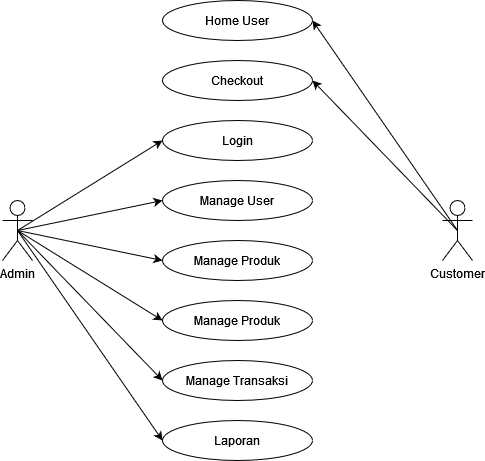 Home User
Checkout
Login
Manage User
Manage Produk
Admin
Customer
Manage Produk
Manage Transaksi
Laporan